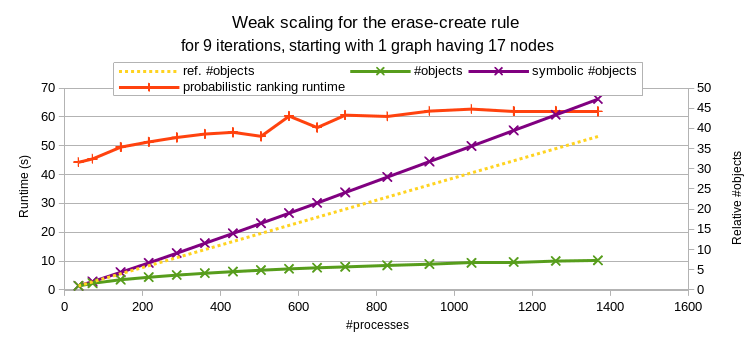 Weak scaling for the erase-create rule
for 9 iterations, starting with 1 graph having 17 nodes
ref. #objects #objects symbolic #objects
probabilistic ranking runtime
70 50
60 45
50 40
40 35
30 30
20 25
10 20
0 15
10
5
0
Runtime (s)
Relative #objects
0 200 400 600 800 1000 1200 1400 1600
#processes